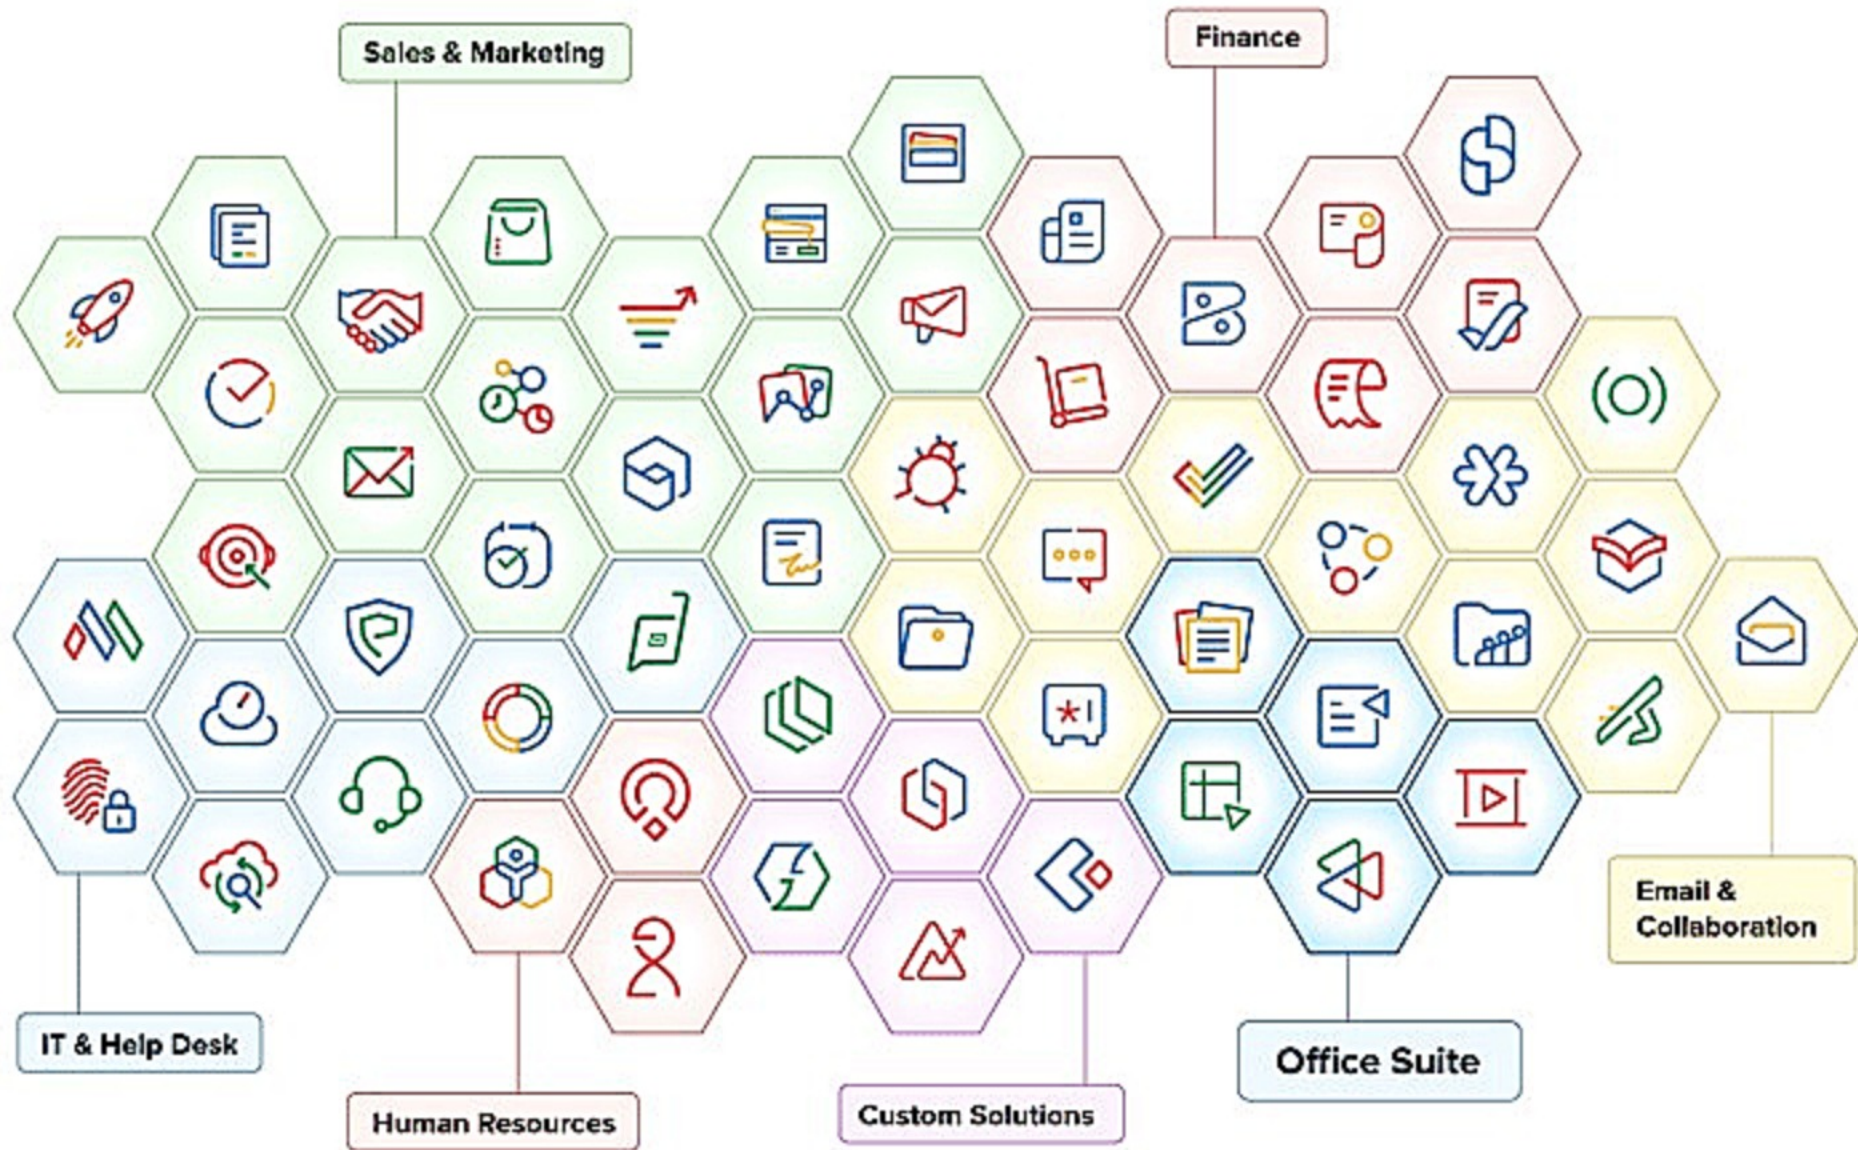 Sales & Marketing
Finance
Email &
Collaboration
IT & Help Desk
Office Suite
Human Resources
Custom Solutions